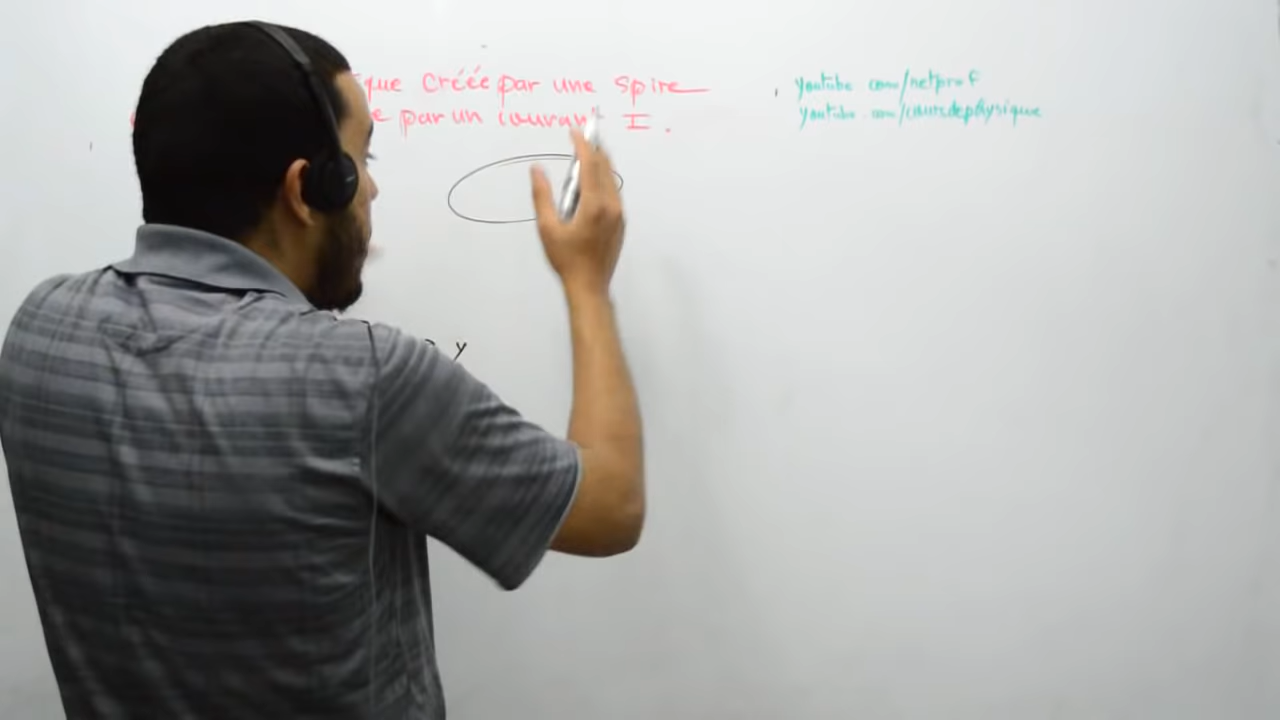 que créée par une spire
e par un courant I.
youtube.com/netprof
youtube.com/coursdephysique
y